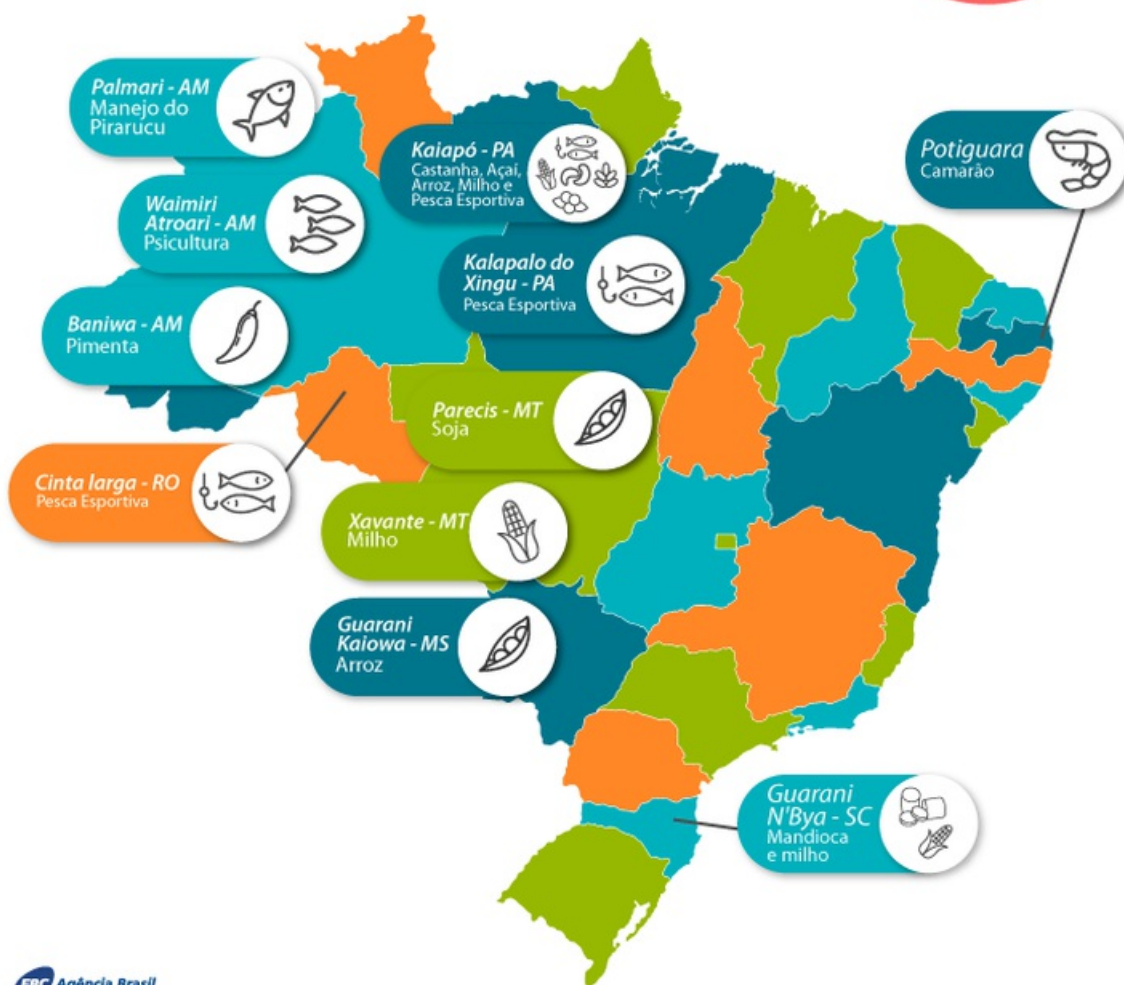 Palmari - AM
Manejo do
Pirarucu
Waimiri
Atroari - AM
Psicultura
Baniwa - AM
Pimenta
Cinta larga - RO
Pesca Esportiva
Kaiapó - PA
Castanha, Açaí,
Arroz, Milho e
Pesca Esportiva
Kalapalo do
Xingu - PA
Pesca Esportiva
Parecis - MT
Soja
Xavante - MT
Milho
Guarani
Kaiowa - MS
Arroz
Potiguara
Camarão
Guarani
N'Bya - SC
Mandioca
e milho
EBC Agência Brasil